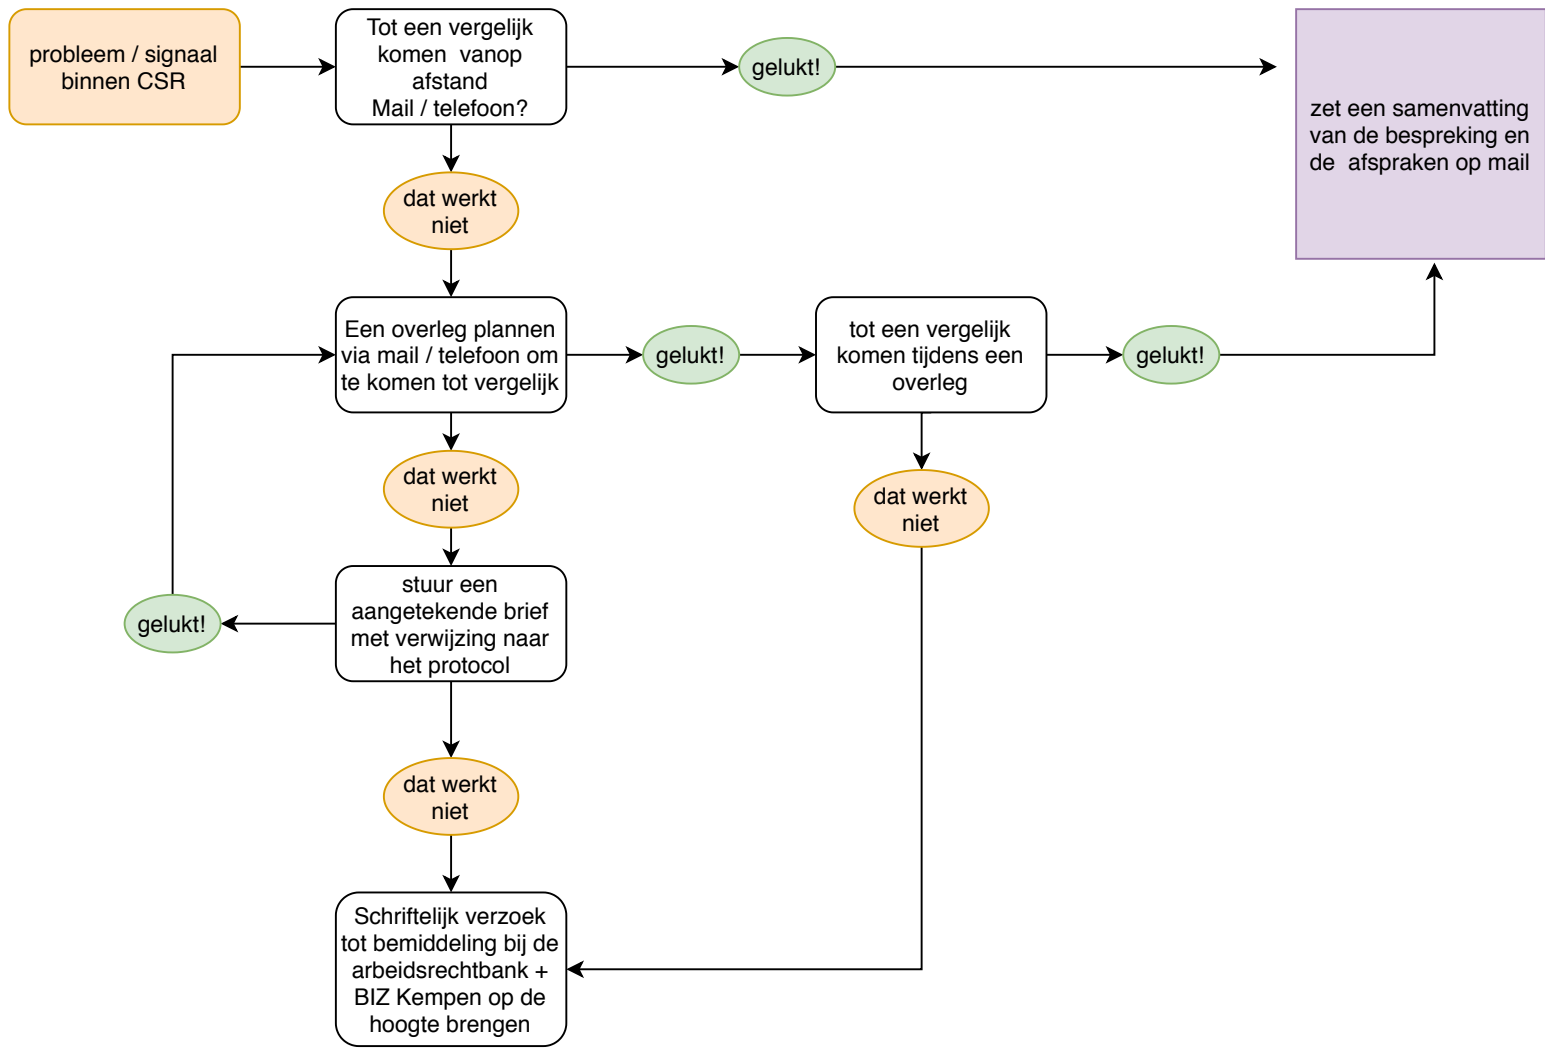 probleem / signaal
binnen CSR
Tot een vergelijk
komen vanop
afstand
Mail / telefoon?
gelukt!
zet een samenvatting
van de bespreking en
de afspraken op mail
dat werkt
niet
Een overleg plannen
via mail / telefoon om
te komen tot vergelijk
gelukt!
tot een vergelijk
komen tijdens een
overleg
gelukt!
dat werkt
niet
dat werkt
niet
stuur een
aangetekende brief
met verwijzing naar
het protocol
gelukt!
dat werkt
niet
Schriftelijk verzoek
tot bemiddeling bij de
arbeidsrechtbank +
BIZ Kempen op de
hoogte brengen